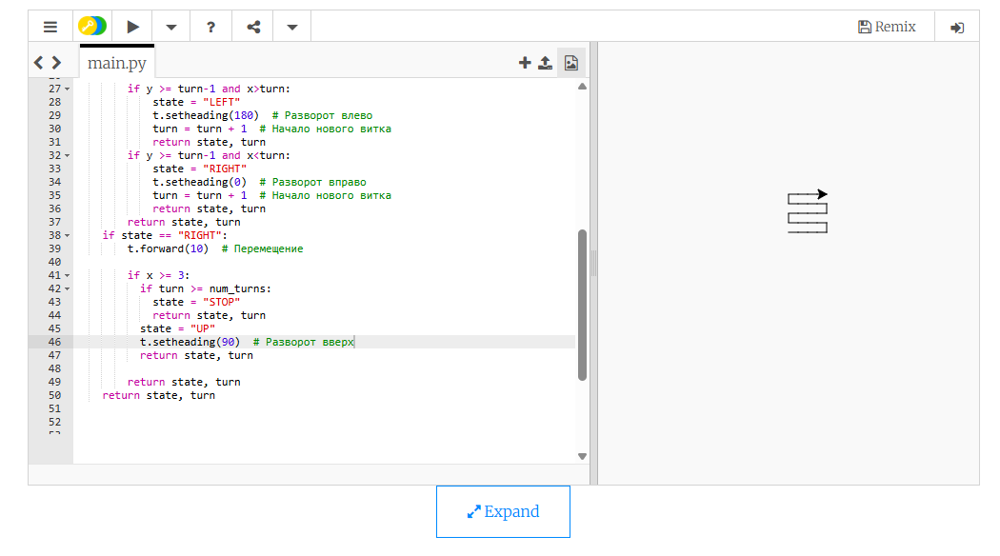 ?
Remix
main.py
27 if y >= turn-1 and x>turn:
28 state = "LEFT"
29 t.setheading(180)  # Разворот влево
30 turn = turn + 1  # Начало нового витка
31 return state, turn
32 if y >= turn-1 and x<turn:
33 state = "RIGHT"
34 t.setheading(0)  # Разворот вправо
35 turn = turn + 1  # Начало нового витка
36 return state, turn
37 return state, turn
38 if state == "RIGHT":
39 t.forward(10)  # Перемещение
40
41 if x >= 3:
42 if turn >= num_turns:
43 state = "STOP"
44 return state, turn
45 state = "UP"
46 t.setheading(90)  # Разворот вверх
47 return state, turn
48
49 return state, turn
50 return state, turn
51
52
Expand